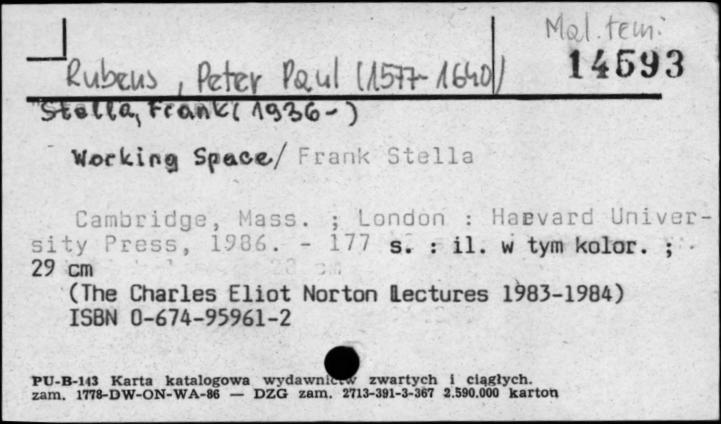 Mal. tem.
14593
Rubens, Peter Paul (1577-1640)
Stella, Frank (1936-)
Working Space/ Frank Stella
Cambridge, Mass. ; London : Harvard Univer-
sity Press, 1986. - 177 s. : il. w tym kolor. ;
29 cm
(The Charles Eliot Norton Lectures 1983-1984)
ISBN 0-674-95961-2
PU-B-143 Karta katalogowa wydawnictw zwartych i ciągłych.
zam. 1778-DW-ON-WA-86 — DZG zam. 2713-391-3-367 2.590.000 karton